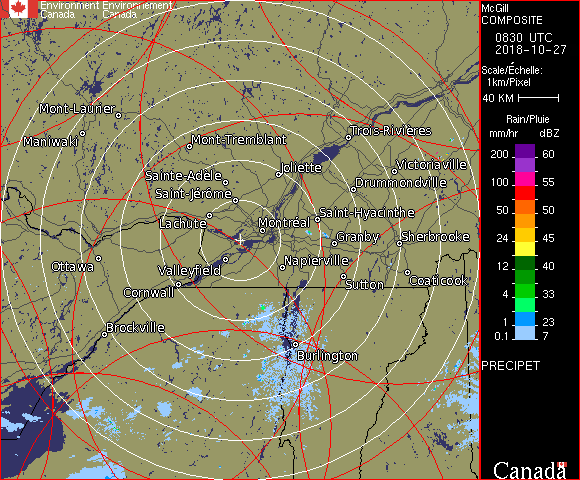 Environment Environnement
Canada Canada
McGill
COMPOSITE
0830 UTC
2018-10-27
Scale/Échelle:
1km/Pixel
40 KM
Rain/Pluie
mm/hr dBZ
200 60
100 55
50 50
24 45
12 40
4 33
1 23
0.1 7
PRECIPET
Mont-Laurier
Maniwaki
Mont-Tremblant
Trois-Rivières
Joliette
Victoriaville
Sainte-Adèle
Drummondville
Saint-Jérôme
Saint-Hyacinthe
Lachute
Montréal
Granby
Sherbrooke
Ottawa
Valleyfield
Napierville
Cornwall
Sutton
Coaticook
Brockville
Burlington
Canada